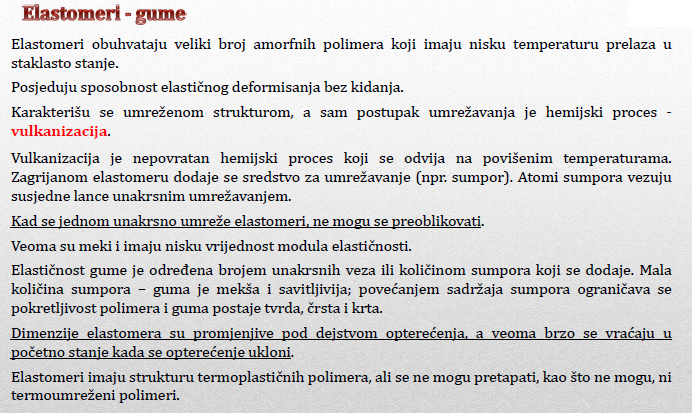 Elastomeri - gume
Elastomeri obuhvataju veliki broj amorfnih polimera koji imaju nisku temperaturu prelaza u
staklasto stanje.
Posjeduju sposobnost elastičnog deformisanja bez kidanja.
Karakterišu se umreženom strukturom, a sam postupak umrežavanja je hemijski proces -
vulkanizacija.
Vulkanizacija je nepovratan hemijski proces koji se odvija na povišenim temperaturama.
Zagrijanom elastomeru dodaje se sredstvo za umrežavanje (npr. sumpor). Atomi sumpora vezuju
susjedne lance unakrsnim umrežavanjem.
Kad se jednom unakrsno umreže elastomeri, ne mogu se preoblikovati.
Veoma su meki i imaju nisku vrijednost modula elastičnosti.
Elastičnost gume je određena brojem unakrsnih veza ili količinom sumpora koji se dodaje. Mala
količina sumpora – guma je mekša i savitljivija; povećanjem sadržaja sumpora ograničava se
pokretljivost polimera i guma postaje tvrda, črsta i krta.
Dimenzije elastomera su promjenjive pod dejstvom opterećenja, a veoma brzo se vraćaju u
početno stanje kada se opterećenje ukloni.
Elastomeri imaju strukturu termoplastičnih polimera, ali se ne mogu pretapati, kao što ne mogu, ni
termoumreženi polimeri.